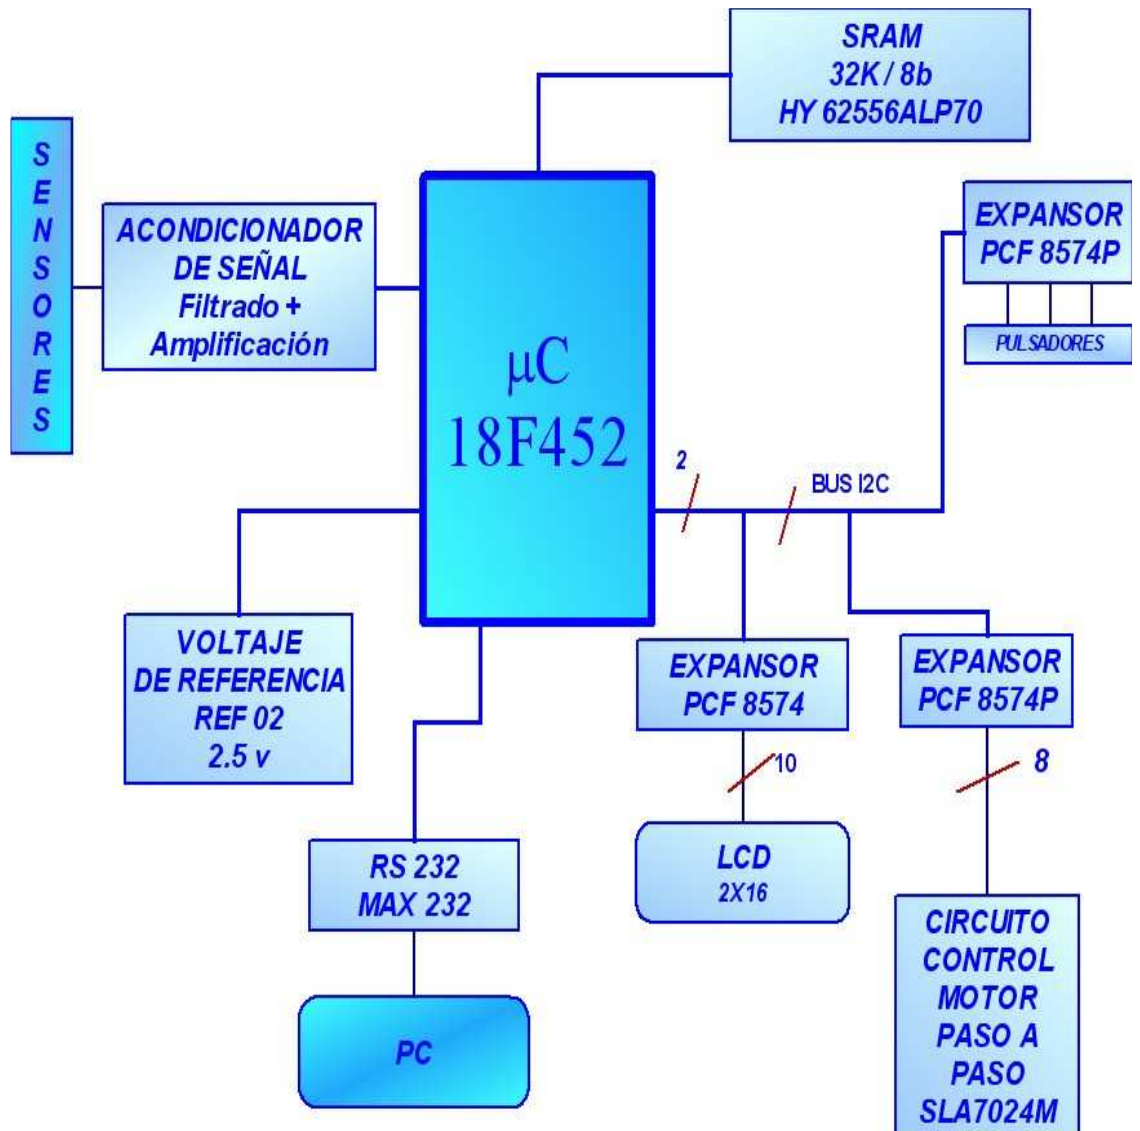 SRAM
32K / 8b
HY 62556ALP70
S
E
N
S
O
R
E
S
ACONDICIONADOR
DE SEÑAL
Filtrado +
Amplificación
µC
18F452
EXPANSOR
PCF 8574P
PULSADORES
2
BUS I2C
VOLTAJE
DE REFERENCIA
REF 02
2.5 v
EXPANSOR
PCF 8574
EXPANSOR
PCF 8574P
10
8
RS 232
MAX 232
LCD
2X16
PC
CIRCUITO
CONTROL
MOTOR
PASO A
PASO
SLA7024M